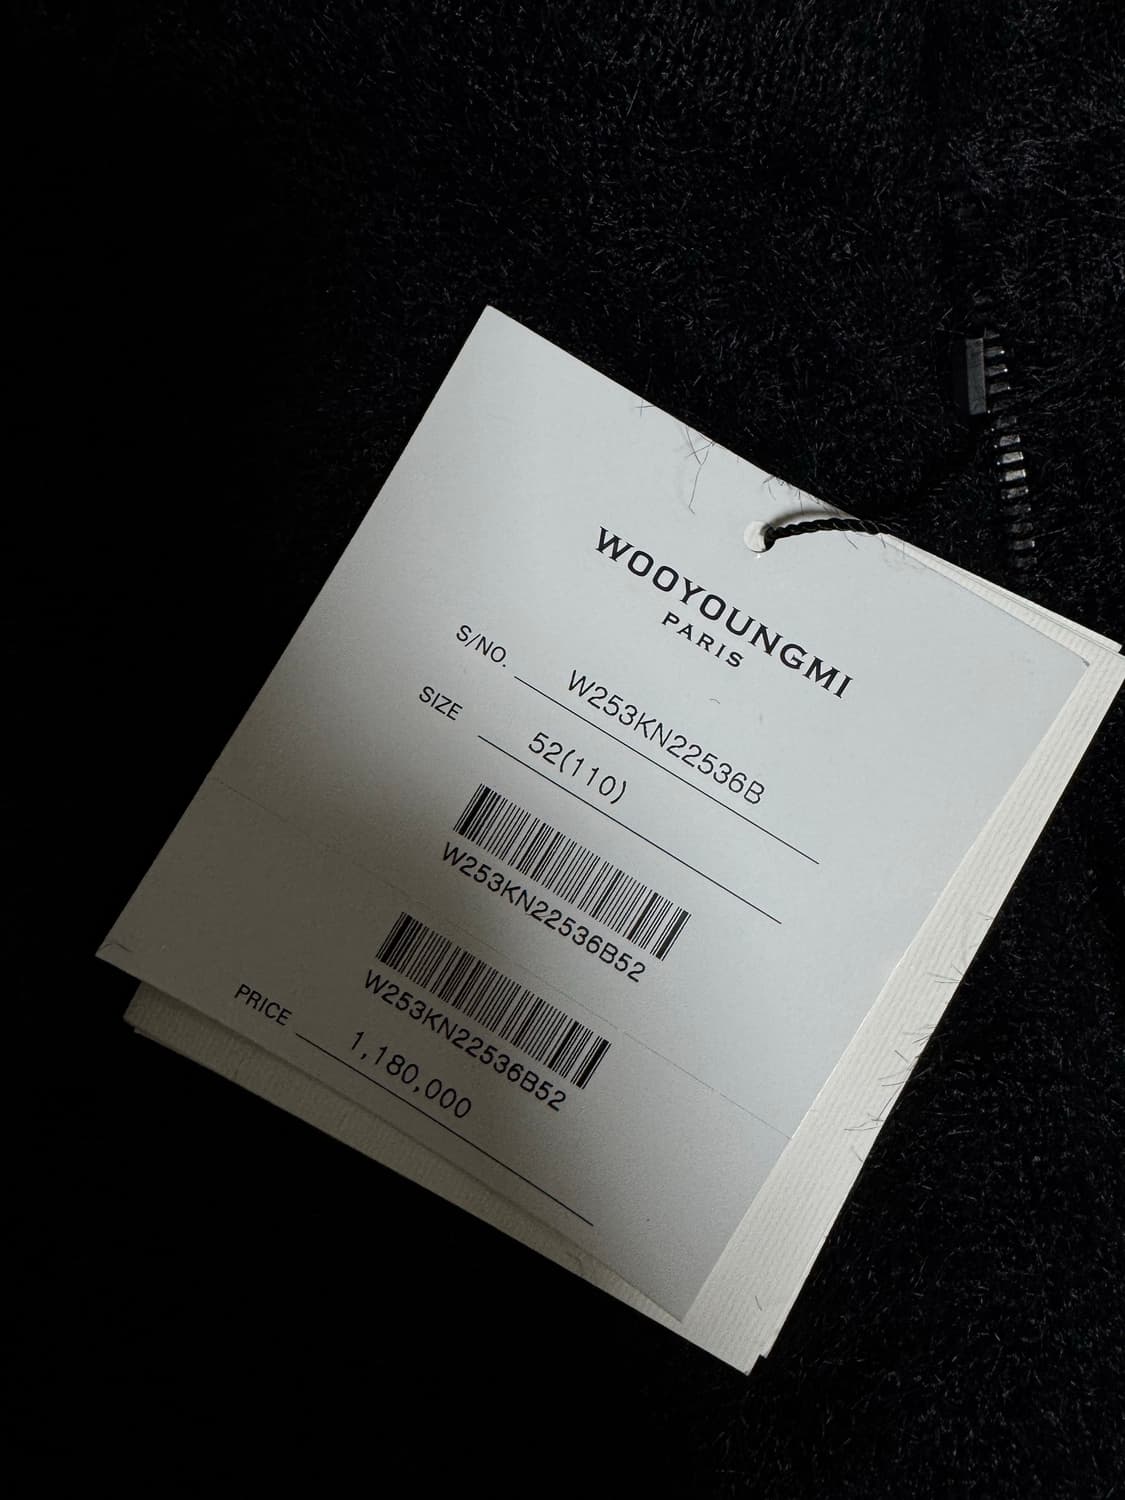 WOOYOUNGMI
PARIS
S/NO. W253KN22536B
SIZE 52(110)
W253KN22536B52
W253KN22536B52
PRICE 1,180,000